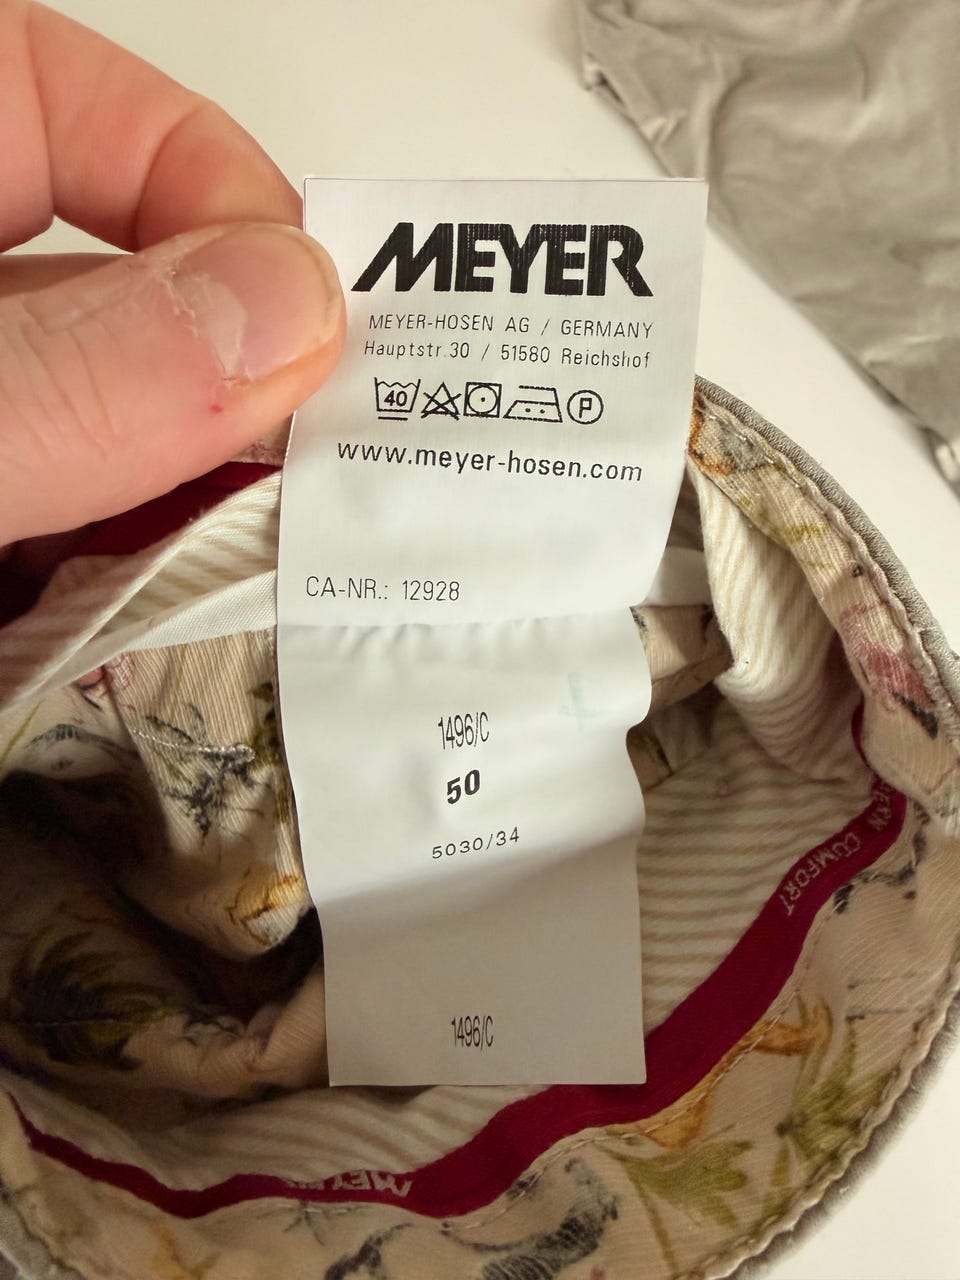 MEYER
MEYER-HOSEN AG / GERMANY
Hauptstr.30 / 51580 Reichshof
40 P
www.meyer-hosen.com
CA-NR.: 12928
1496/C
50
5030/34
1496/C
COMFORT